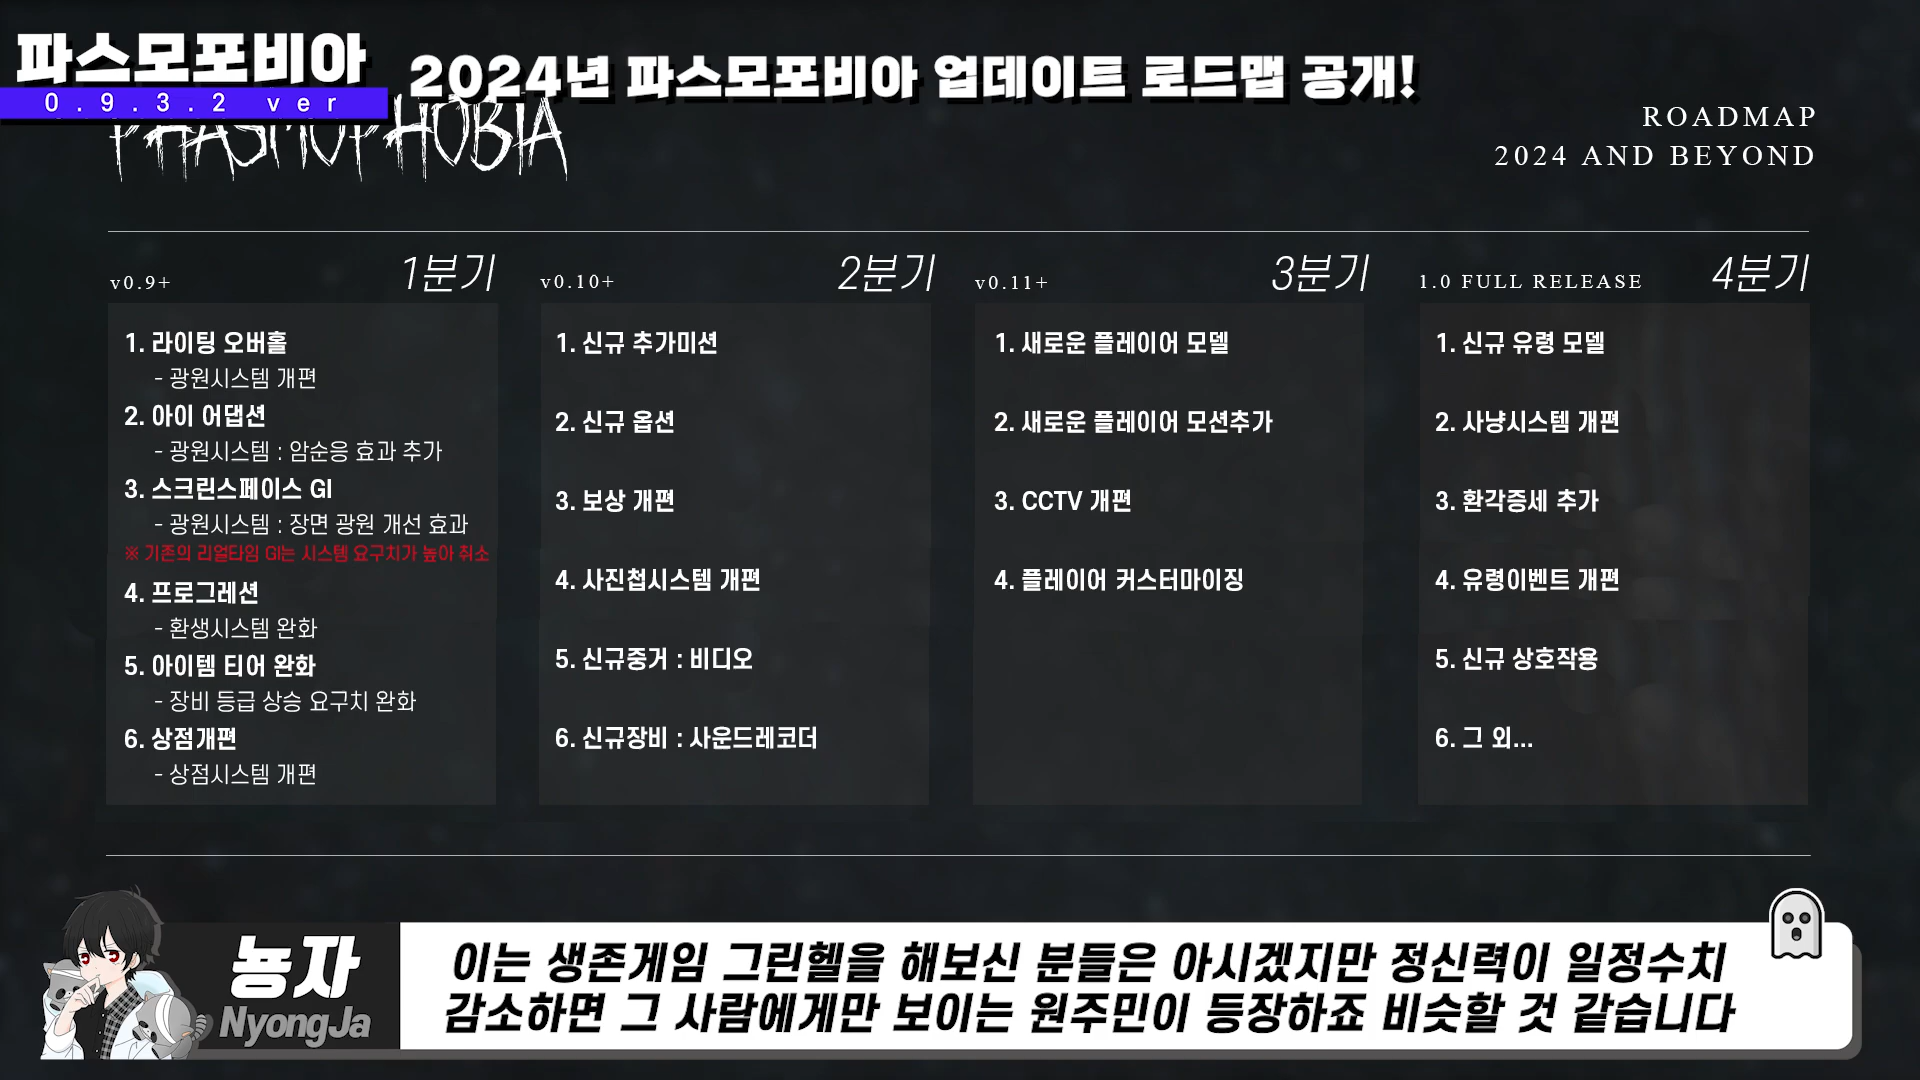 파스모포비아
0.9.3.2 ver
2024년 파스모포비아 업데이트 로드맵 공개!
PHASMOPHOBIA
ROADMAP
2024 AND BEYOND
v0.9+
1분기
1. 라이팅 오버홀
- 광원시스템 개편
2. 아이 어댑션
- 광원시스템 : 암순응 효과 추가
3. 스크린스페이스 GI
- 광원시스템 : 장면 광원 개선 효과
※ 기존의 리얼타임 GI는 시스템 요구치가 높아 취소
4. 프로그레션
- 환생시스템 완화
5. 아이템 티어 완화
- 장비 등급 상승 요구치 완화
6. 상점개편
- 상점시스템 개편
v0.10+
2분기
1. 신규 추가미션
2. 신규 옵션
3. 보상 개편
4. 사진첩시스템 개편
5. 신규증거 : 비디오
6. 신규장비 : 사운드레코더
v0.11+
3분기
1. 새로운 플레이어 모델
2. 새로운 플레이어 모션추가
3. CCTV 개편
4. 플레이어 커스터마이징
1.0 FULL RELEASE
4분기
1. 신규 유령 모델
2. 사냥시스템 개편
3. 환각증세 추가
4. 유령이벤트 개편
5. 신규 상호작용
6. 그 외...
뇽자
NyongJa
이는 생존게임 그린헬을 해보신 분들은 아시겠지만 정신력이 일정수치
감소하면 그 사람에게만 보이는 원주민이 등장하죠 비슷할 것 같습니다